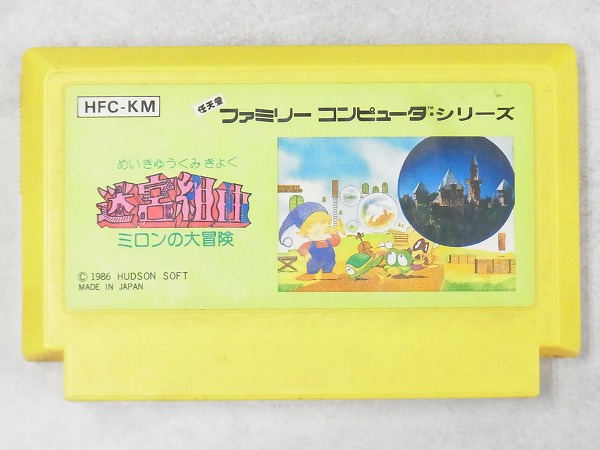 HFC-KM
任天堂 ファミリー コンピュータ™・シリーズ
めいきゅうくみきょく
迷宮組曲
ミロンの大冒険
© 1986 HUDSON SOFT
MADE IN JAPAN